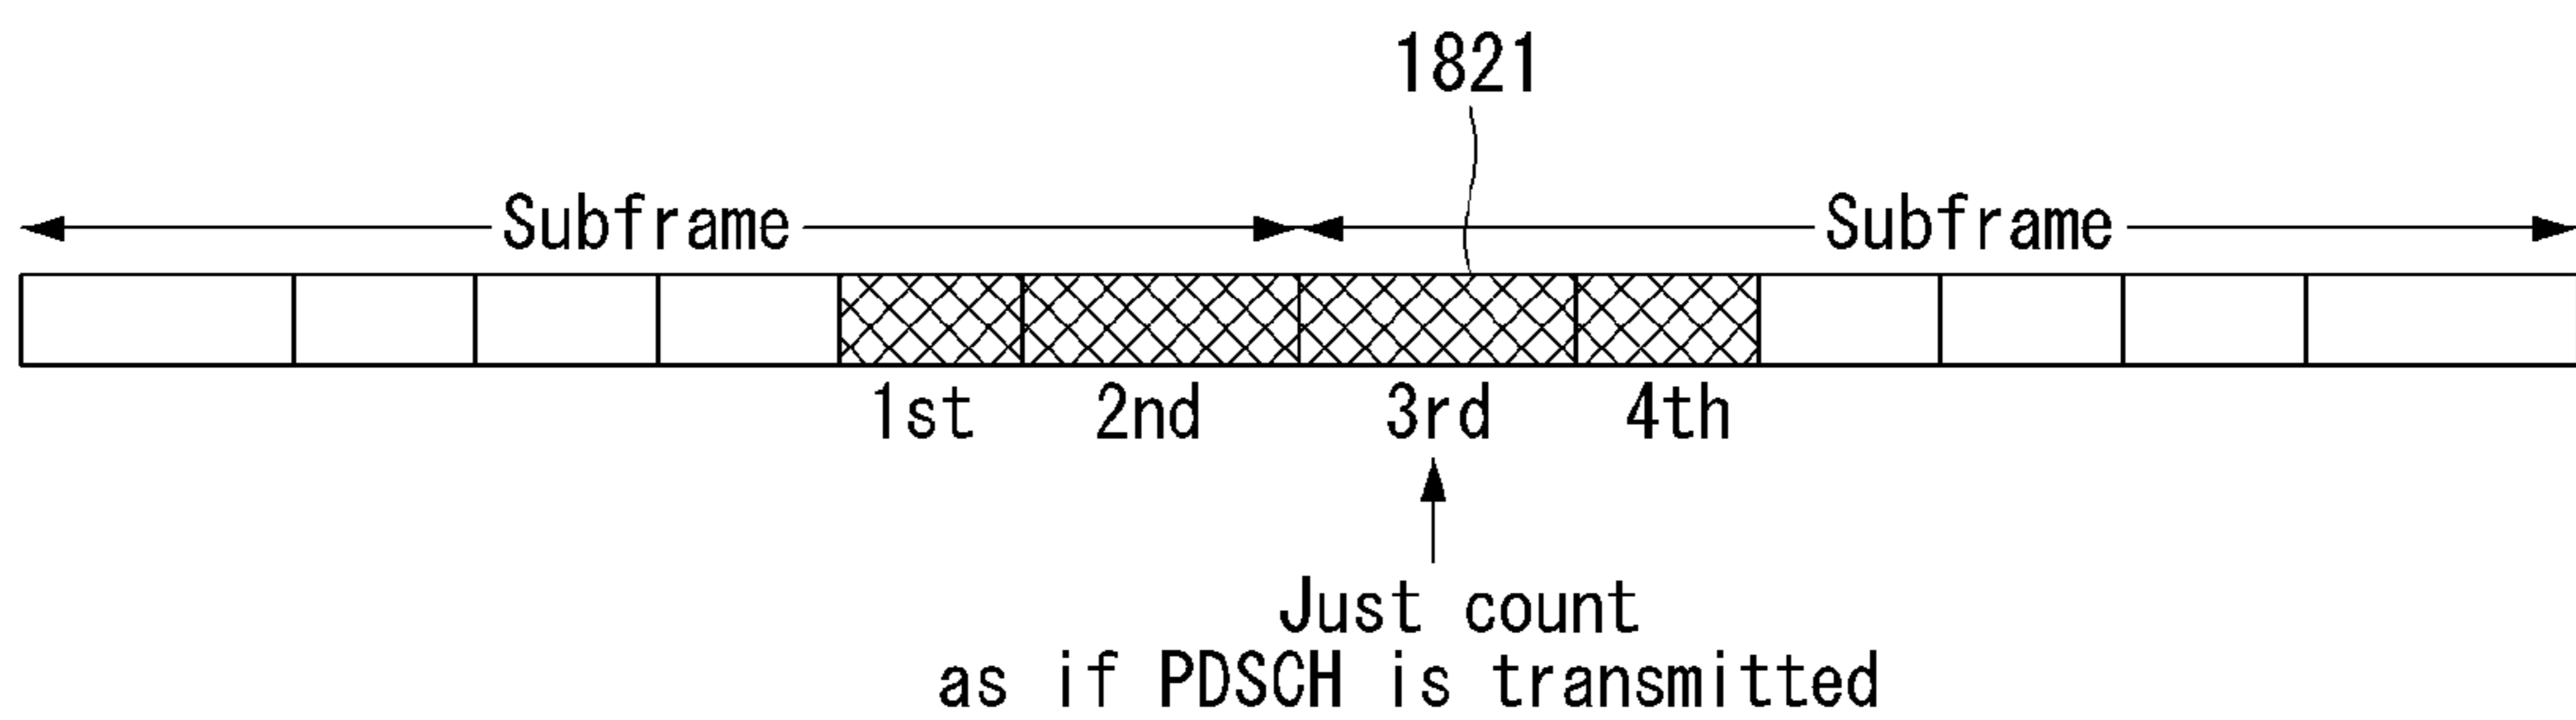 1821
Subframe Subframe
1st 2nd 3rd 4th
Just count
as if PDSCH is transmitted